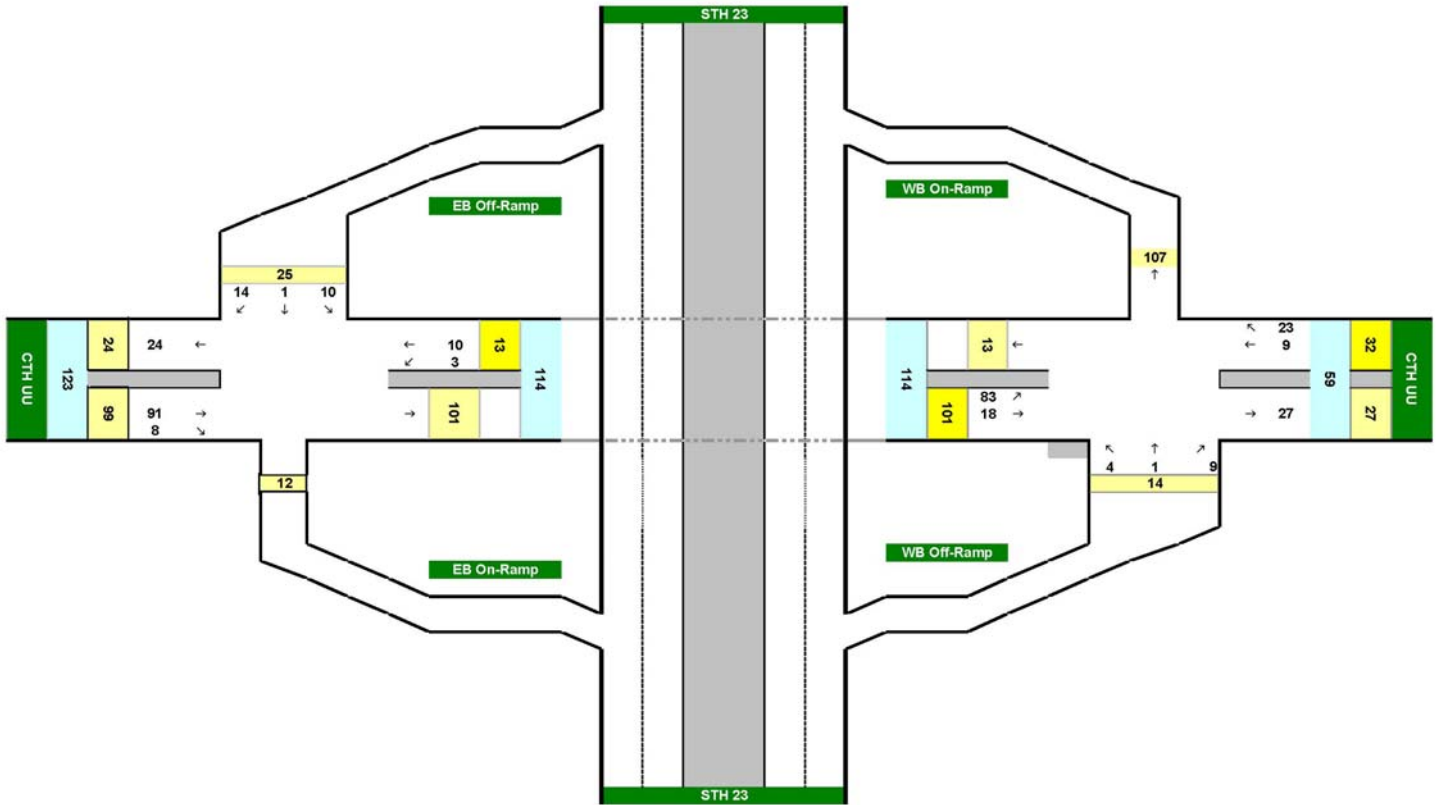 STH 23
WB On-Ramp
EB Off-Ramp
107
↑
25
14 1 10
↙ ↓ ↘
CTH UU
123
24
24 ←
← 10
↙ 3
13
114
99
91 →
8 ↘
→
101
114
13
←
101
83 ↗
18 →
↖ 23
← 9
59
32
CTH UU
→ 27
27
↖ ↑ ↗
4 1 9
14
12
WB Off-Ramp
EB On-Ramp
STH 23